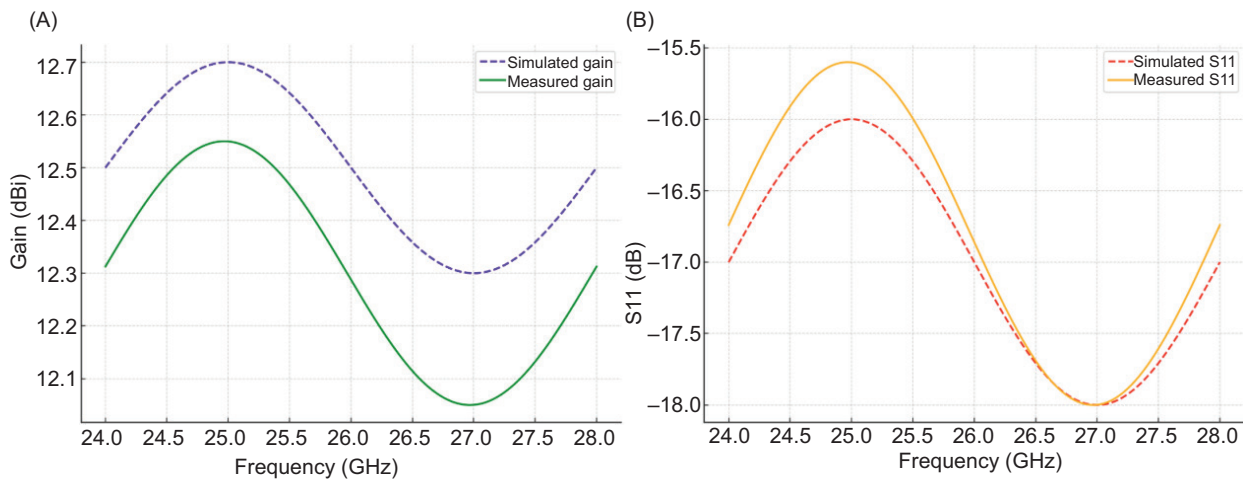 (A)
Simulated gain
Measured gain
Gain (dBi)
12.7
12.6
12.5
12.4
12.3
12.2
12.1
24.0 24.5 25.0 25.5 26.0 26.5 27.0 27.5 28.0
Frequency (GHz)
(B)
Simulated S11
Measured S11
S11 (dB)
−15.5
−16.0
−16.5
−17.0
−17.5
−18.0
24.0 24.5 25.0 25.5 26.0 26.5 27.0 27.5 28.0
Frequency (GHz)